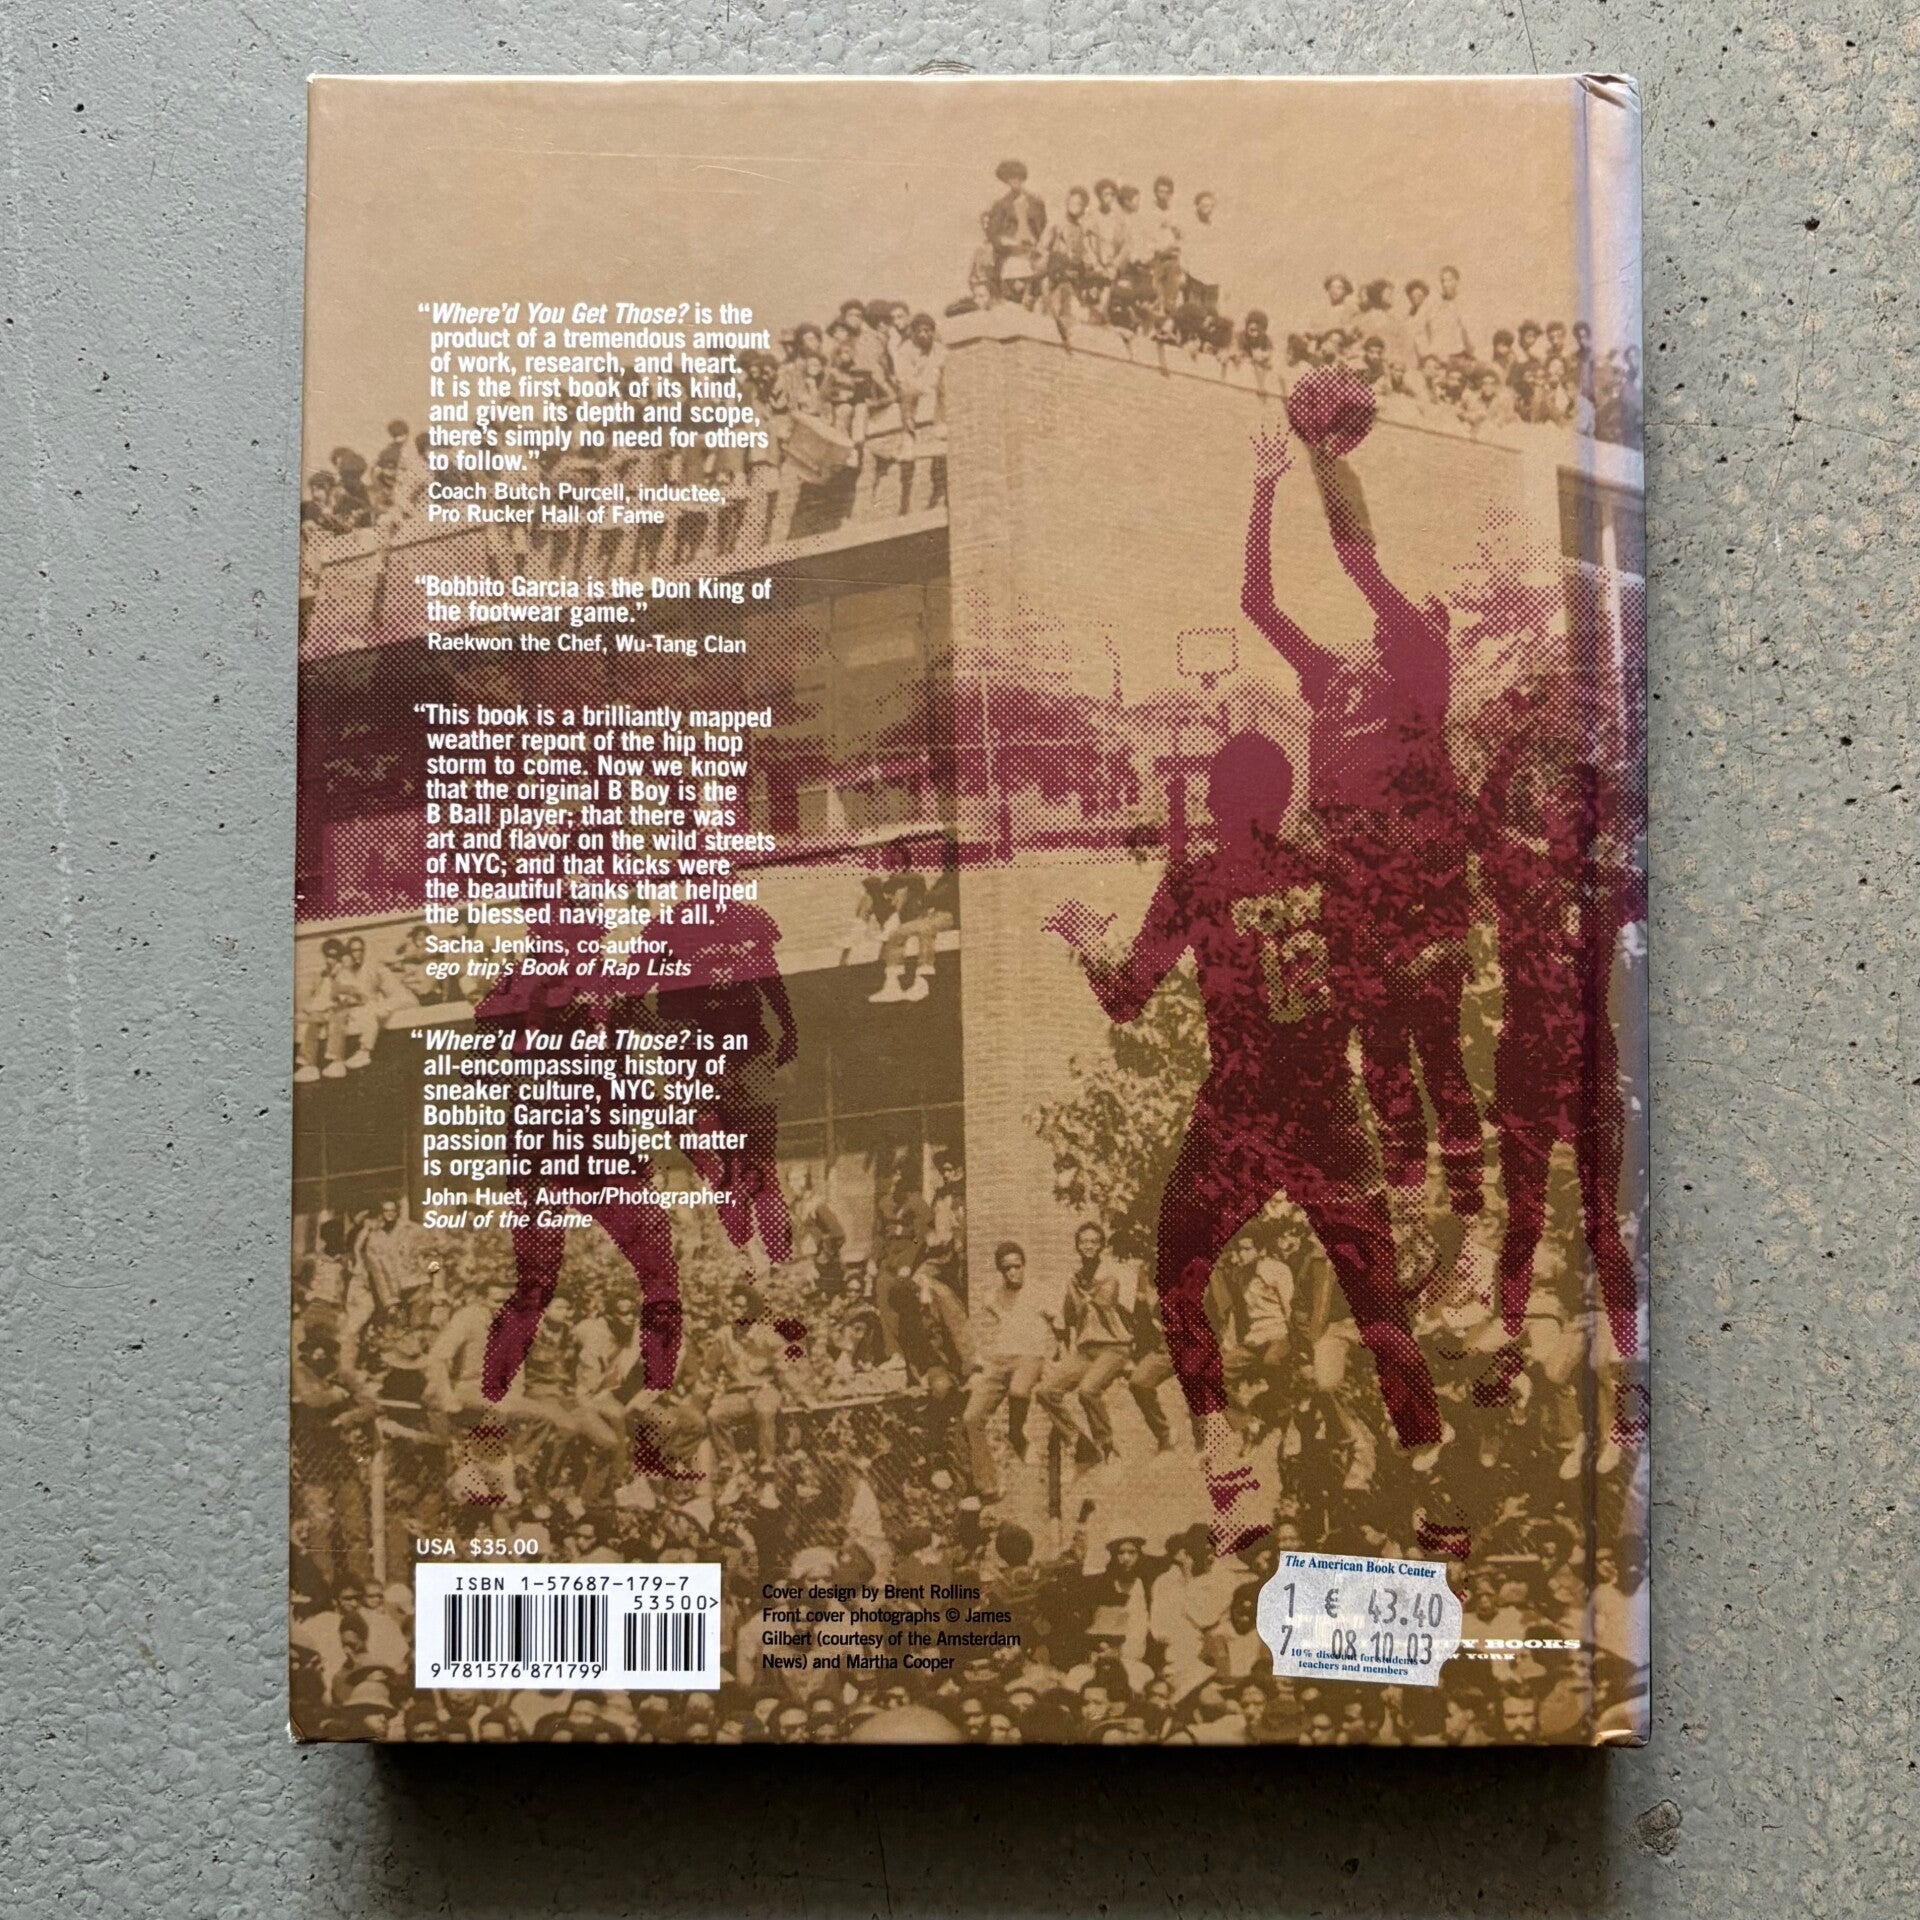 “Where’d You Get Those? is the
product of a tremendous amount
of work, research, and heart.
It is the first book of its kind,
and given its depth and scope,
there’s simply no need for others
to follow.”
Coach Butch Purcell, inductee,
Pro Rucker Hall of Fame
“Bobbito Garcia is the Don King of
the footwear game.”
Raekwon the Chef, Wu-Tang Clan
“This book is a brilliantly mapped
weather report of the hip hop
storm to come. Now we know
that the original B Boy is the
B Ball player; that there was
art and flavor on the wild streets
of NYC; and that kicks were
the beautiful tanks that helped
the blessed navigate it all.”
Sacha Jenkins, co-author,
ego trip’s Book of Rap Lists
“Where’d You Get Those? is an
all-encompassing history of
sneaker culture, NYC style.
Bobbito Garcia’s singular
passion for his subject matter
is organic and true.”
John Huet, Author/Photographer,
Soul of the Game
12
USA $35.00
ISBN 1-57687-179-7
53500>
9 781576 871799
Cover design by Brent Rollins
Front cover photographs © James
Gilbert (courtesy of the Amsterdam
News) and Martha Cooper
The American Book Center
1 € 43.40
7 08 10 03
10% discount for students
teachers and members
BOOKS
YORK